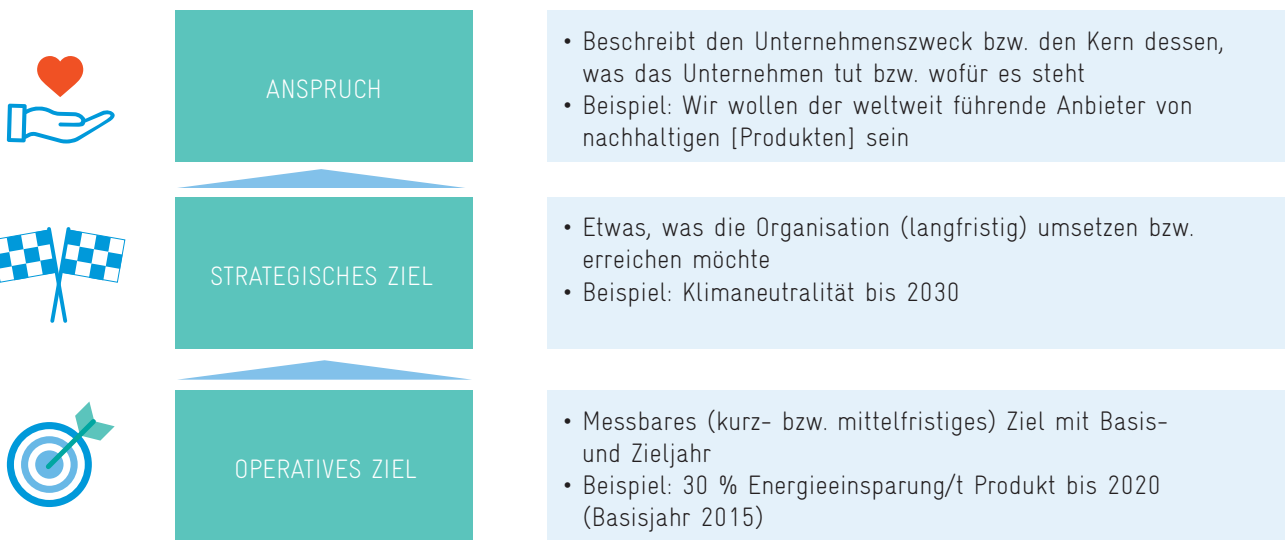 ANSPRUCH
• Beschreibt den Unternehmenszweck bzw. den Kern dessen,
was das Unternehmen tut bzw. wofür es steht
• Beispiel: Wir wollen der weltweit führende Anbieter von
nachhaltigen [Produkten] sein
STRATEGISCHES ZIEL
• Etwas, was die Organisation (langfristig) umsetzen bzw.
erreichen möchte
• Beispiel: Klimaneutralität bis 2030
OPERATIVES ZIEL
• Messbares (kurz- bzw. mittelfristiges) Ziel mit Basis-
und Zieljahr
• Beispiel: 30 % Energieeinsparung/t Produkt bis 2020
(Basisjahr 2015)